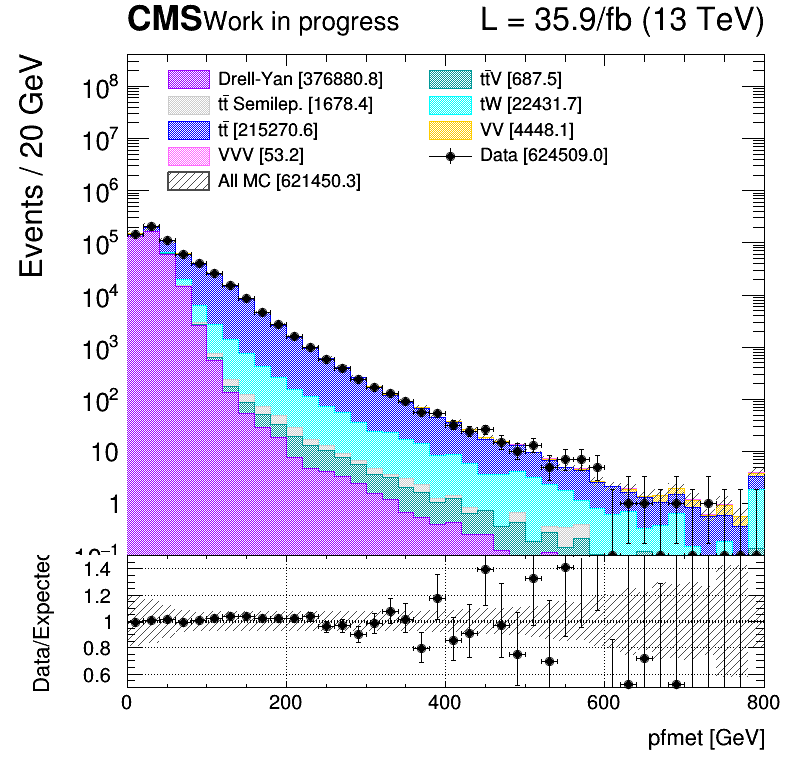 CMS Work in progress L = 35.9/fb (13 TeV)
Events / 20 GeV
Drell-Yan [376880.8]
tt̄ Semilep. [1678.4]
tt̄ [215270.6]
VVV [53.2]
All MC [621450.3]
tt̄V [687.5]
tW [22431.7]
VV [4448.1]
Data [624509.0]
10⁸
10⁷
10⁶
10⁵
10⁴
10³
10²
10
1
10⁻¹
Data/Expected
1.4
1.2
1
0.8
0.6
0 200 400 600 800
pfmet [GeV]